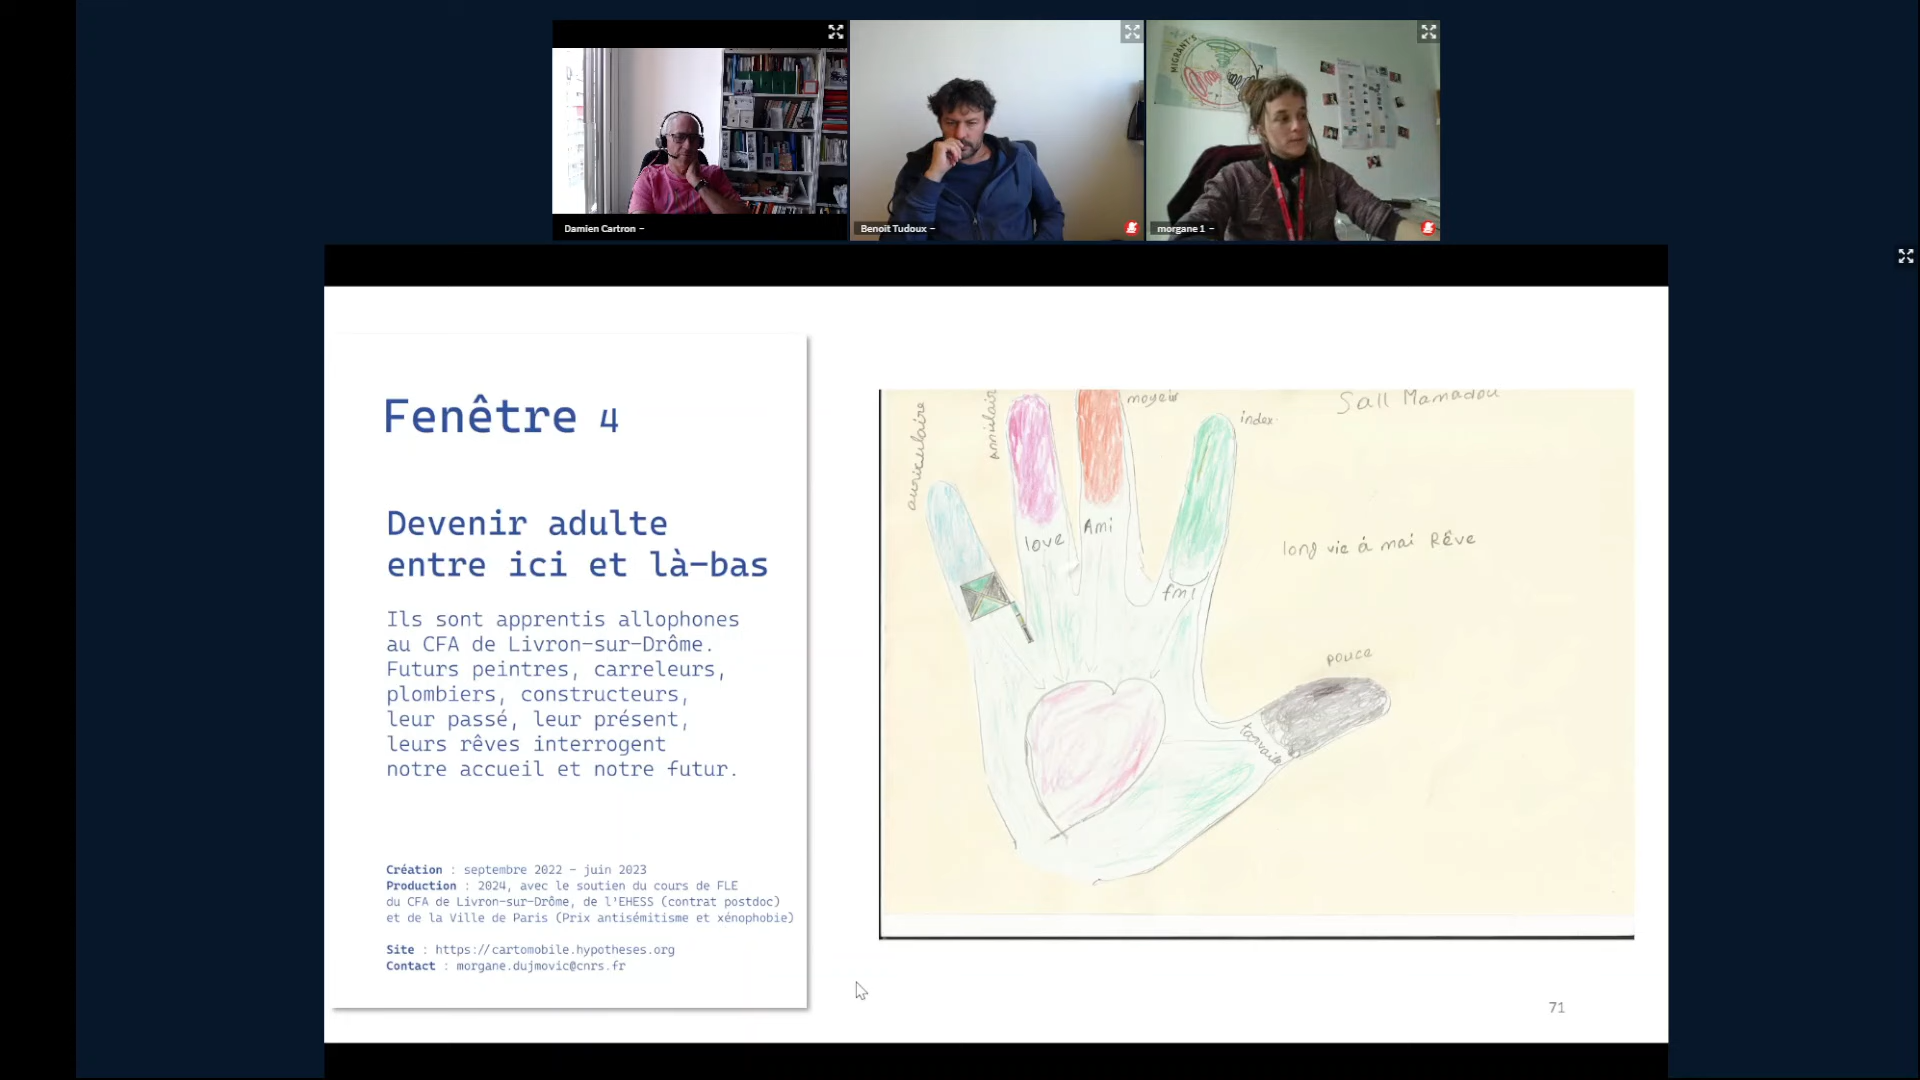 MIGRANT'S
Damien Cartron
Benoit Tudoux
morgane 1
Fenêtre 4
Devenir adulte
entre ici et là-bas
Ils sont apprentis allophones
au CFA de Livron-sur-Drôme.
Futurs peintres, carreleurs,
plombiers, constructeurs,
leur passé, leur présent,
leurs rêves interrogent
notre accueil et notre futur.
Création : septembre 2022 - juin 2023
Production : 2024, avec le soutien du cours de FLE
du CFA de Livron-sur-Drôme, de l'EHESS (contrat postdoc)
et de la Ville de Paris (Prix antisémitisme et xénophobie)
Site : https://cartomobile.hypotheses.org
Contact : morgane.dujmovic@cnrs.fr
auriculaire
annulair
moyeur
Sall Mamadou
index
love
Ami
long vie á mai Rêve
pouce
71